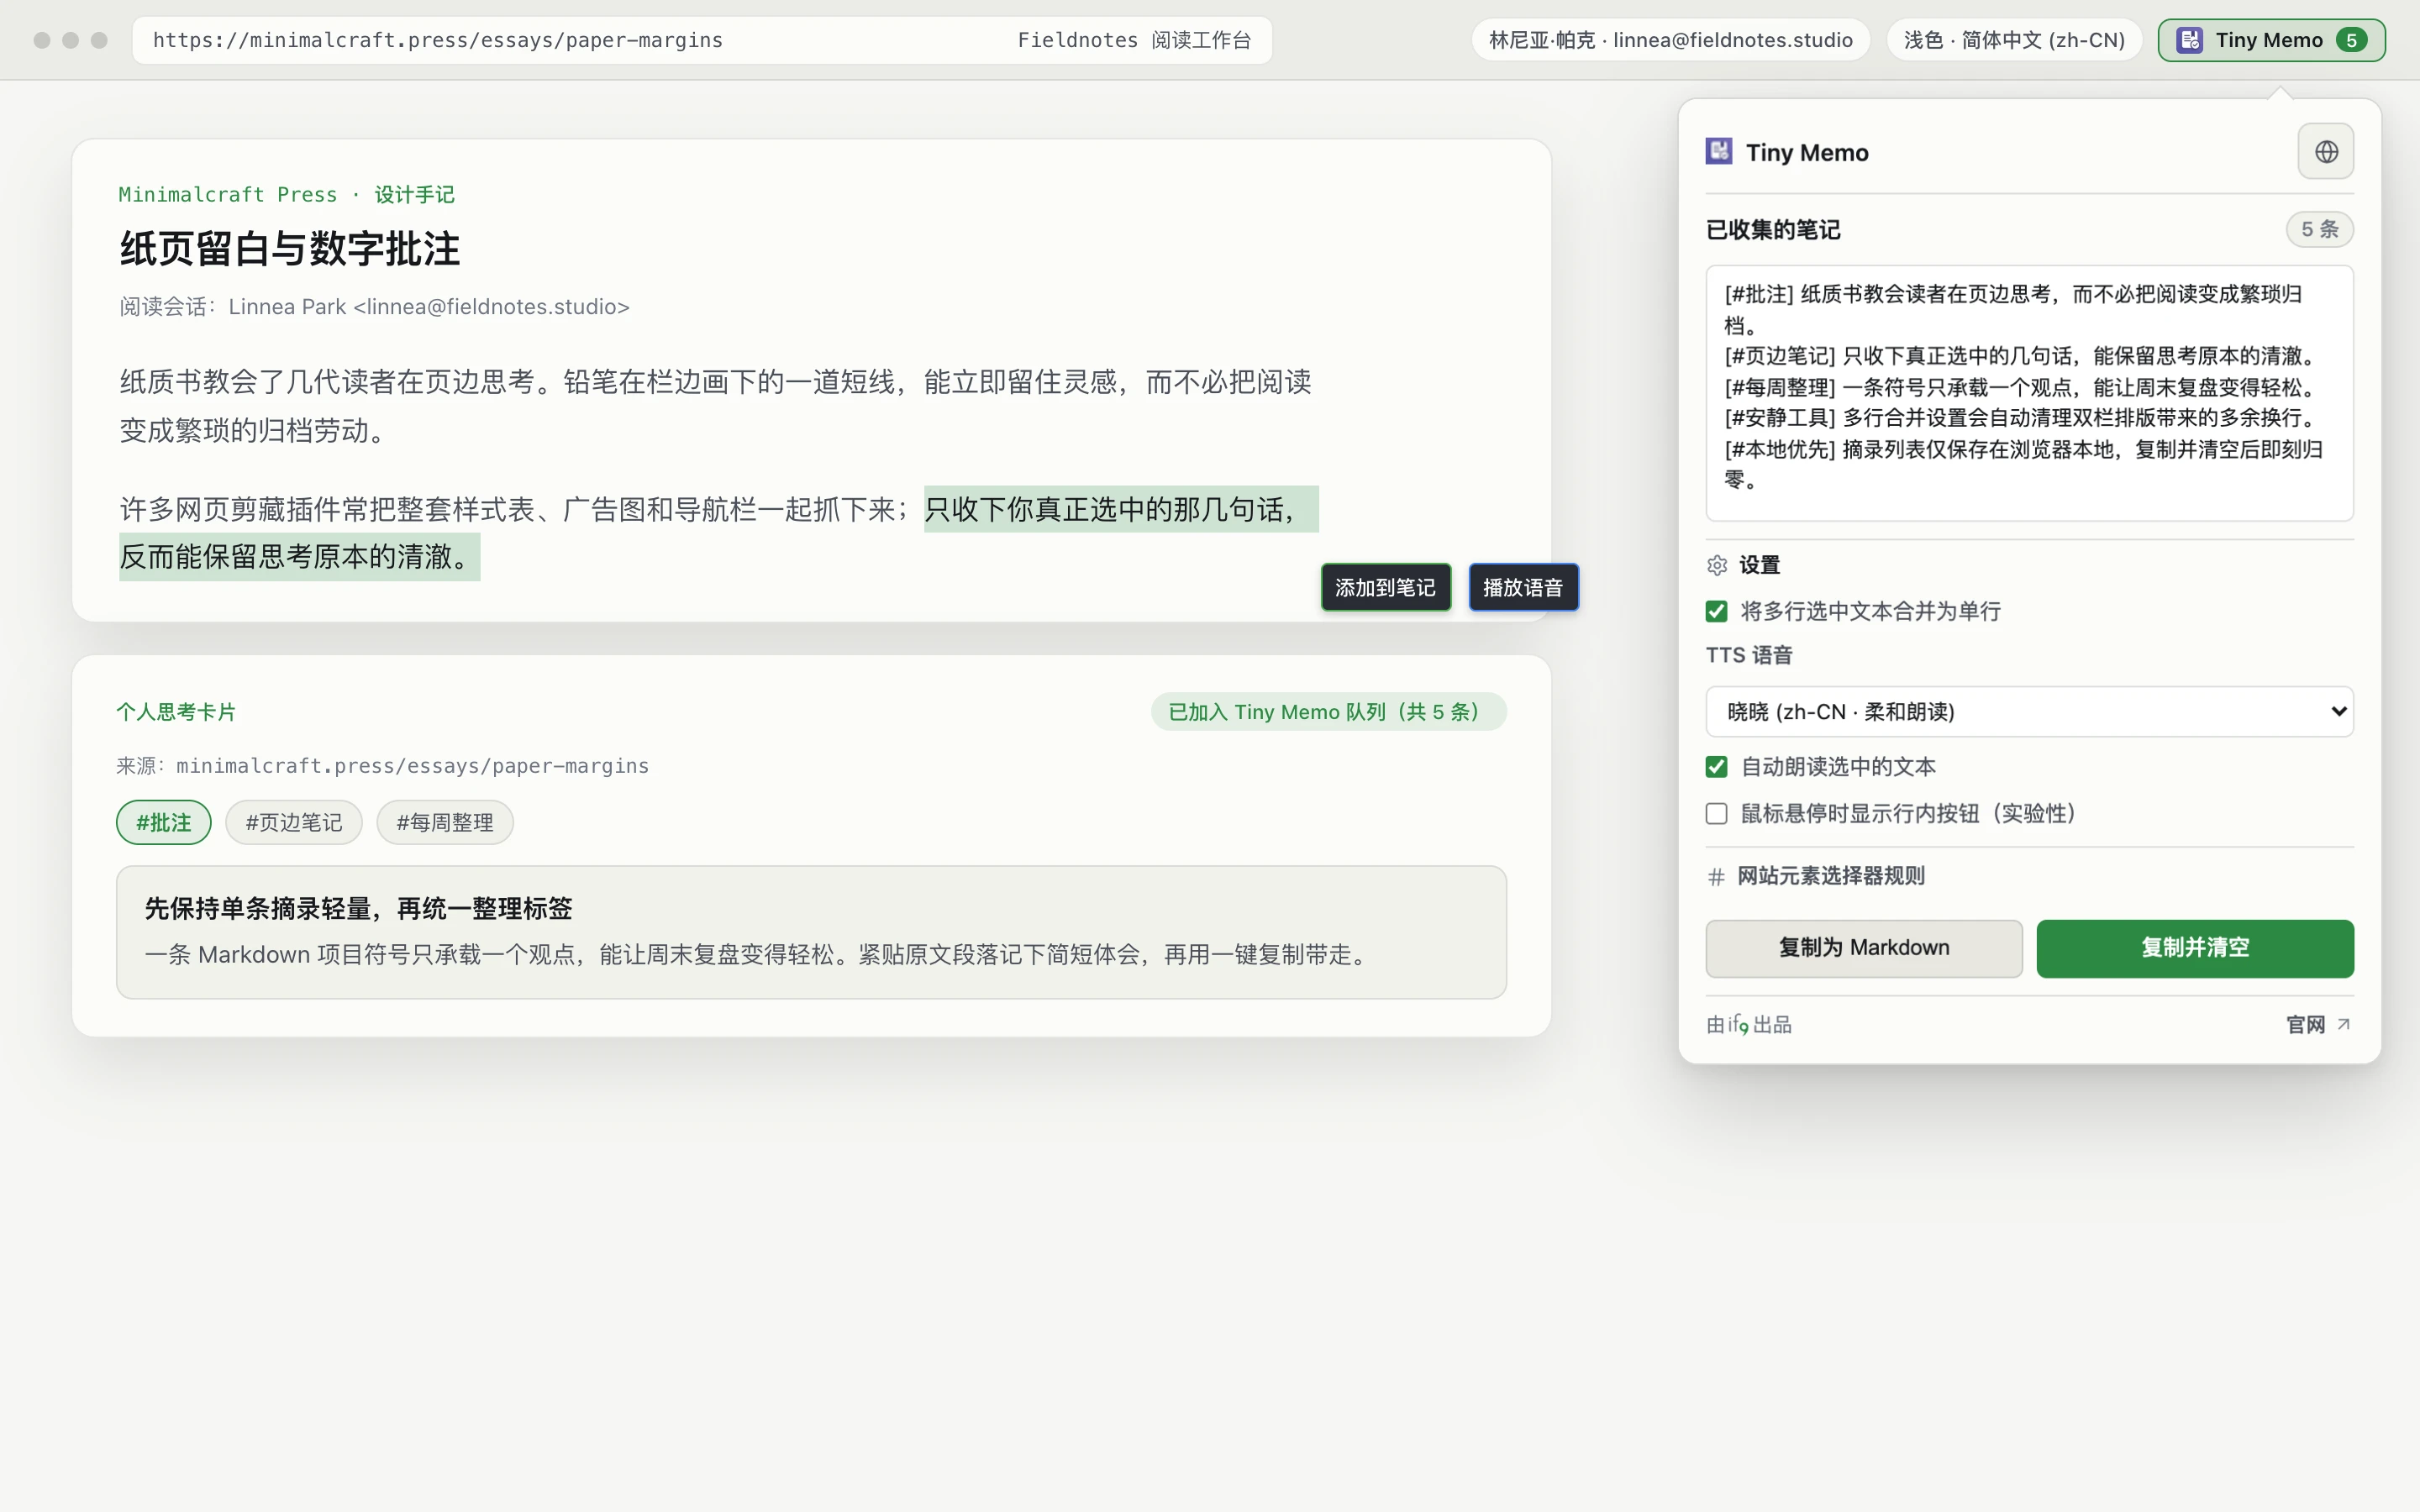 https://minimalcraft.press/essays/paper-margins
Fieldnotes 阅读工作台
林尼亚·帕克 · linnea@fieldnotes.studio
浅色 · 简体中文 (zh-CN)
Tiny Memo 5
Minimalcraft Press · 设计手记
纸页留白与数字批注
阅读会话：Linnea Park <linnea@fieldnotes.studio>
纸质书教会了几代读者在页边思考。铅笔在栏边画下的一道短线，能立即留住灵感，而不必把阅读
变成繁琐的归档劳动。
许多网页剪藏插件常把整套样式表、广告图和导航栏一起抓下来；只收下你真正选中的那几句话，
反而能保留思考原本的清澈。
添加到笔记
播放语音
个人思考卡片
已加入 Tiny Memo 队列（共 5 条）
来源：minimalcraft.press/essays/paper-margins
#批注
#页边笔记
#每周整理
先保持单条摘录轻量，再统一整理标签
一条 Markdown 项目符号只承载一个观点，能让周末复盘变得轻松。紧贴原文段落记下简短体会，再用一键复制带走。
Tiny Memo
已收集的笔记
5 条
[#批注] 纸质书教会读者在页边思考，而不必把阅读变成繁琐归
档。
[#页边笔记] 只收下真正选中的几句话，能保留思考原本的清澈。
[#每周整理] 一条符号只承载一个观点，能让周末复盘变得轻松。
[#安静工具] 多行合并设置会自动清理双栏排版带来的多余换行。
[#本地优先] 摘录列表仅保存在浏览器本地，复制并清空后即刻归
零。
设置
将多行选中文本合并为单行
TTS 语音
晓晓 (zh-CN · 柔和朗读)
自动朗读选中的文本
鼠标悬停时显示行内按钮（实验性）
网站元素选择器规则
复制为 Markdown
复制并清空
由if9出品
官网